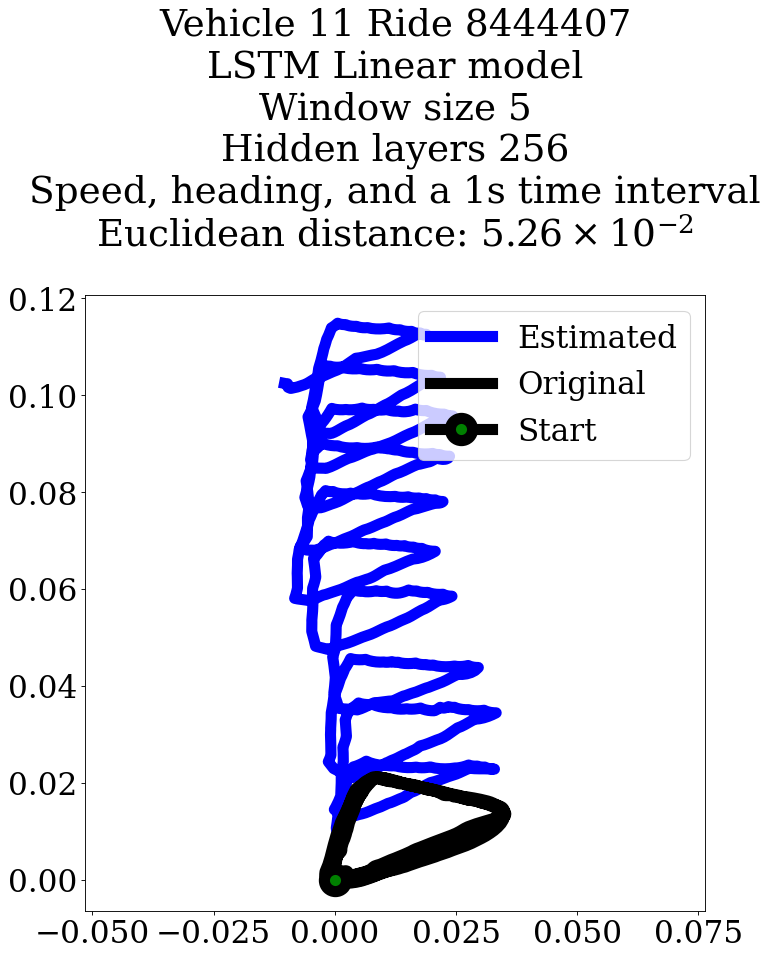 Vehicle 11 Ride 8444407
LSTM Linear model
Window size 5
Hidden layers 256
Speed, heading, and a 1s time interval
Euclidean distance: 5.26 × 10⁻²
Estimated
Original
Start
0.12
0.10
0.08
0.06
0.04
0.02
0.00
−0.050 −0.025 0.000 0.025 0.050 0.075